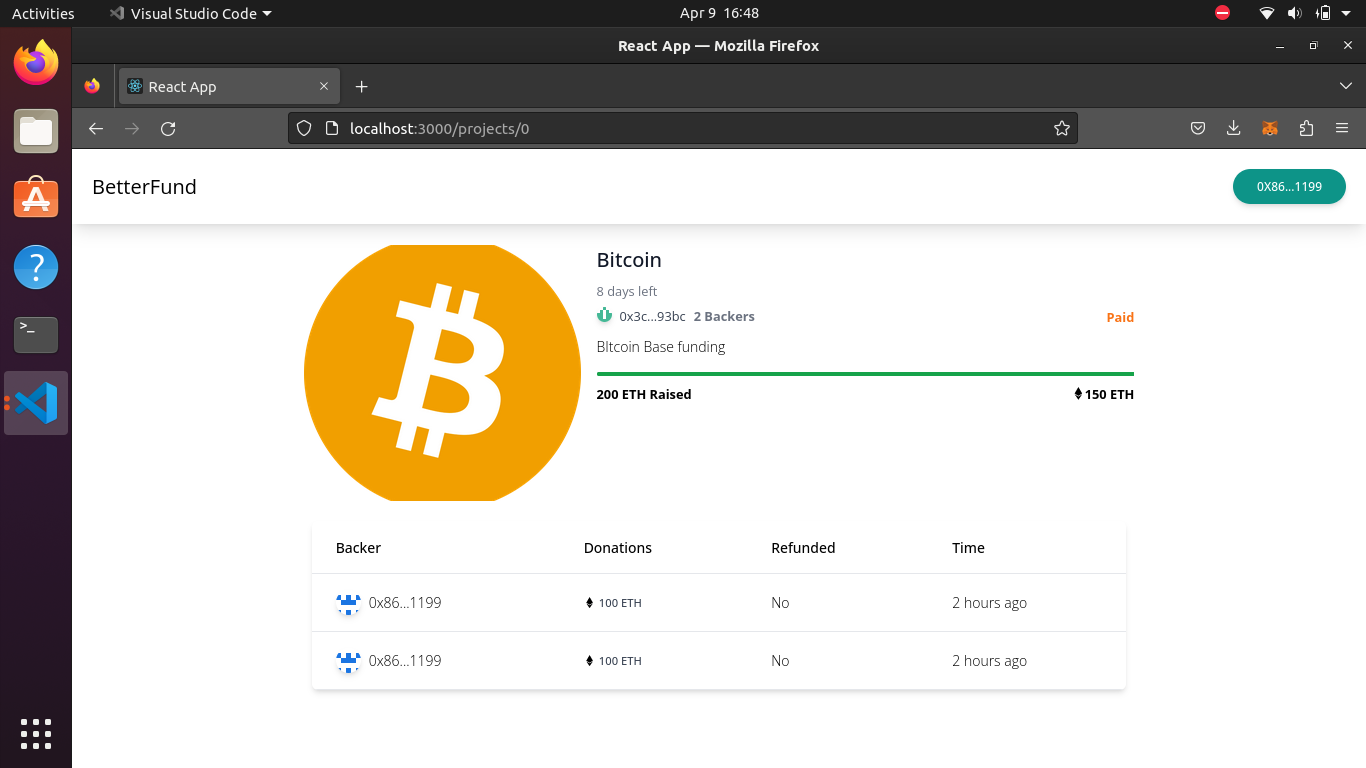 Activities Visual Studio Code Apr 9 16:48
React App — Mozilla Firefox
React App
localhost:3000/projects/0
BetterFund 0X86...1199
Bitcoin
8 days left
0x3c...93bc 2 Backers Paid
BItcoin Base funding
200 ETH Raised 150 ETH
Backer Donations Refunded Time
0x86...1199 100 ETH No 2 hours ago
0x86...1199 100 ETH No 2 hours ago